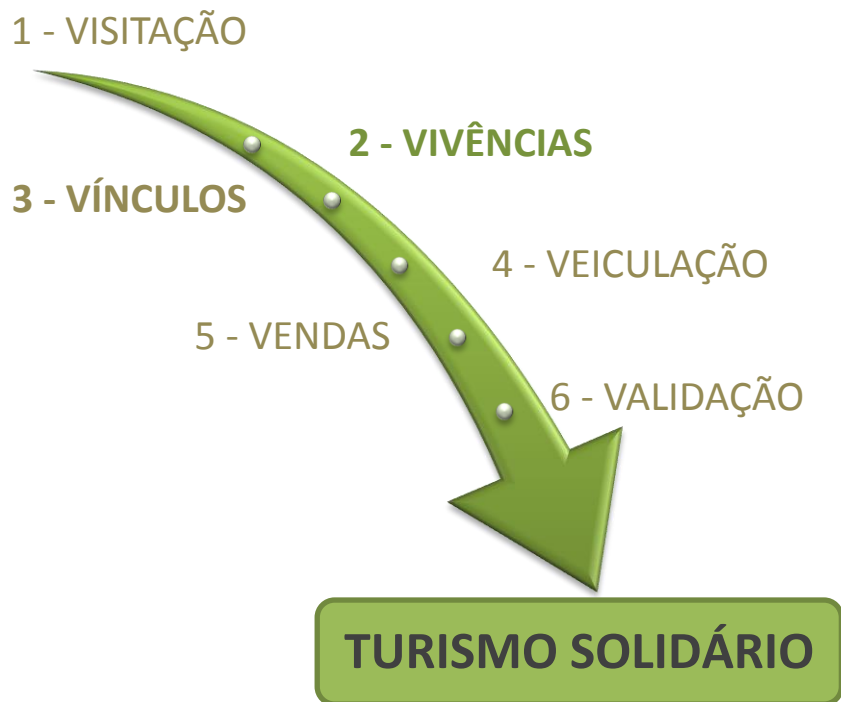 1 - VISITAÇÃO
2 - VIVÊNCIAS
3 - VÍNCULOS
4 - VEICULAÇÃO
5 - VENDAS
6 - VALIDAÇÃO
TURISMO SOLIDÁRIO